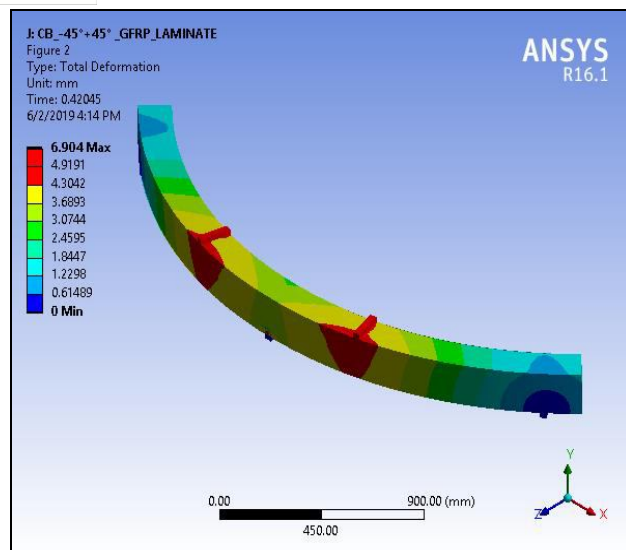 J: CB_-45°+45°_GFRP_LAMINATE
Figure 2
Type: Total Deformation
Unit: mm
Time: 0.42045
6/2/2019 4:14 PM
ANSYS
R16.1
6.904 Max
4.9191
4.3042
3.6893
3.0744
2.4595
1.8447
1.2298
0.61489
0 Min
0.00
900.00 (mm)
450.00
Y
Z
X